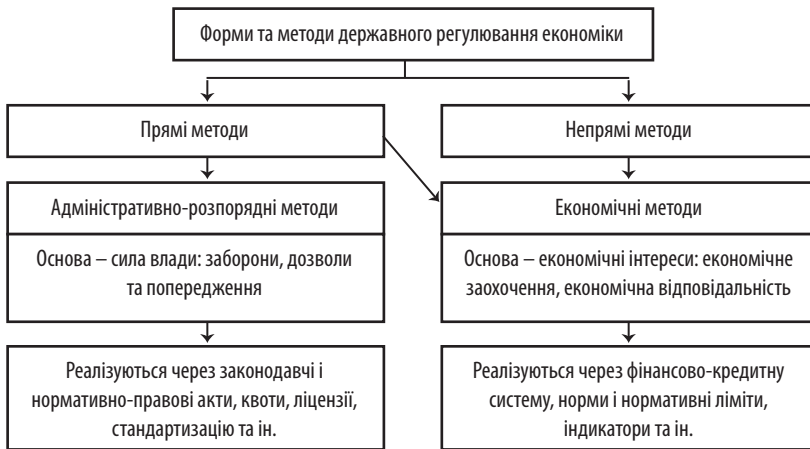 Форми та методи державного регулювання економіки
Прямі методи
Непрямі методи
Адміністративно-розпорядні методи
Основа – сила влади: заборони, дозволи
та попередження
Економічні методи
Основа – економічні інтереси: економічне
заохочення, економічна відповідальність
Реалізуються через законодавчі і
нормативно-правові акти, квоти, ліцензії,
стандартизацію та ін.
Реалізуються через фінансово-кредитну
систему, норми і нормативні ліміти,
індикатори та ін.